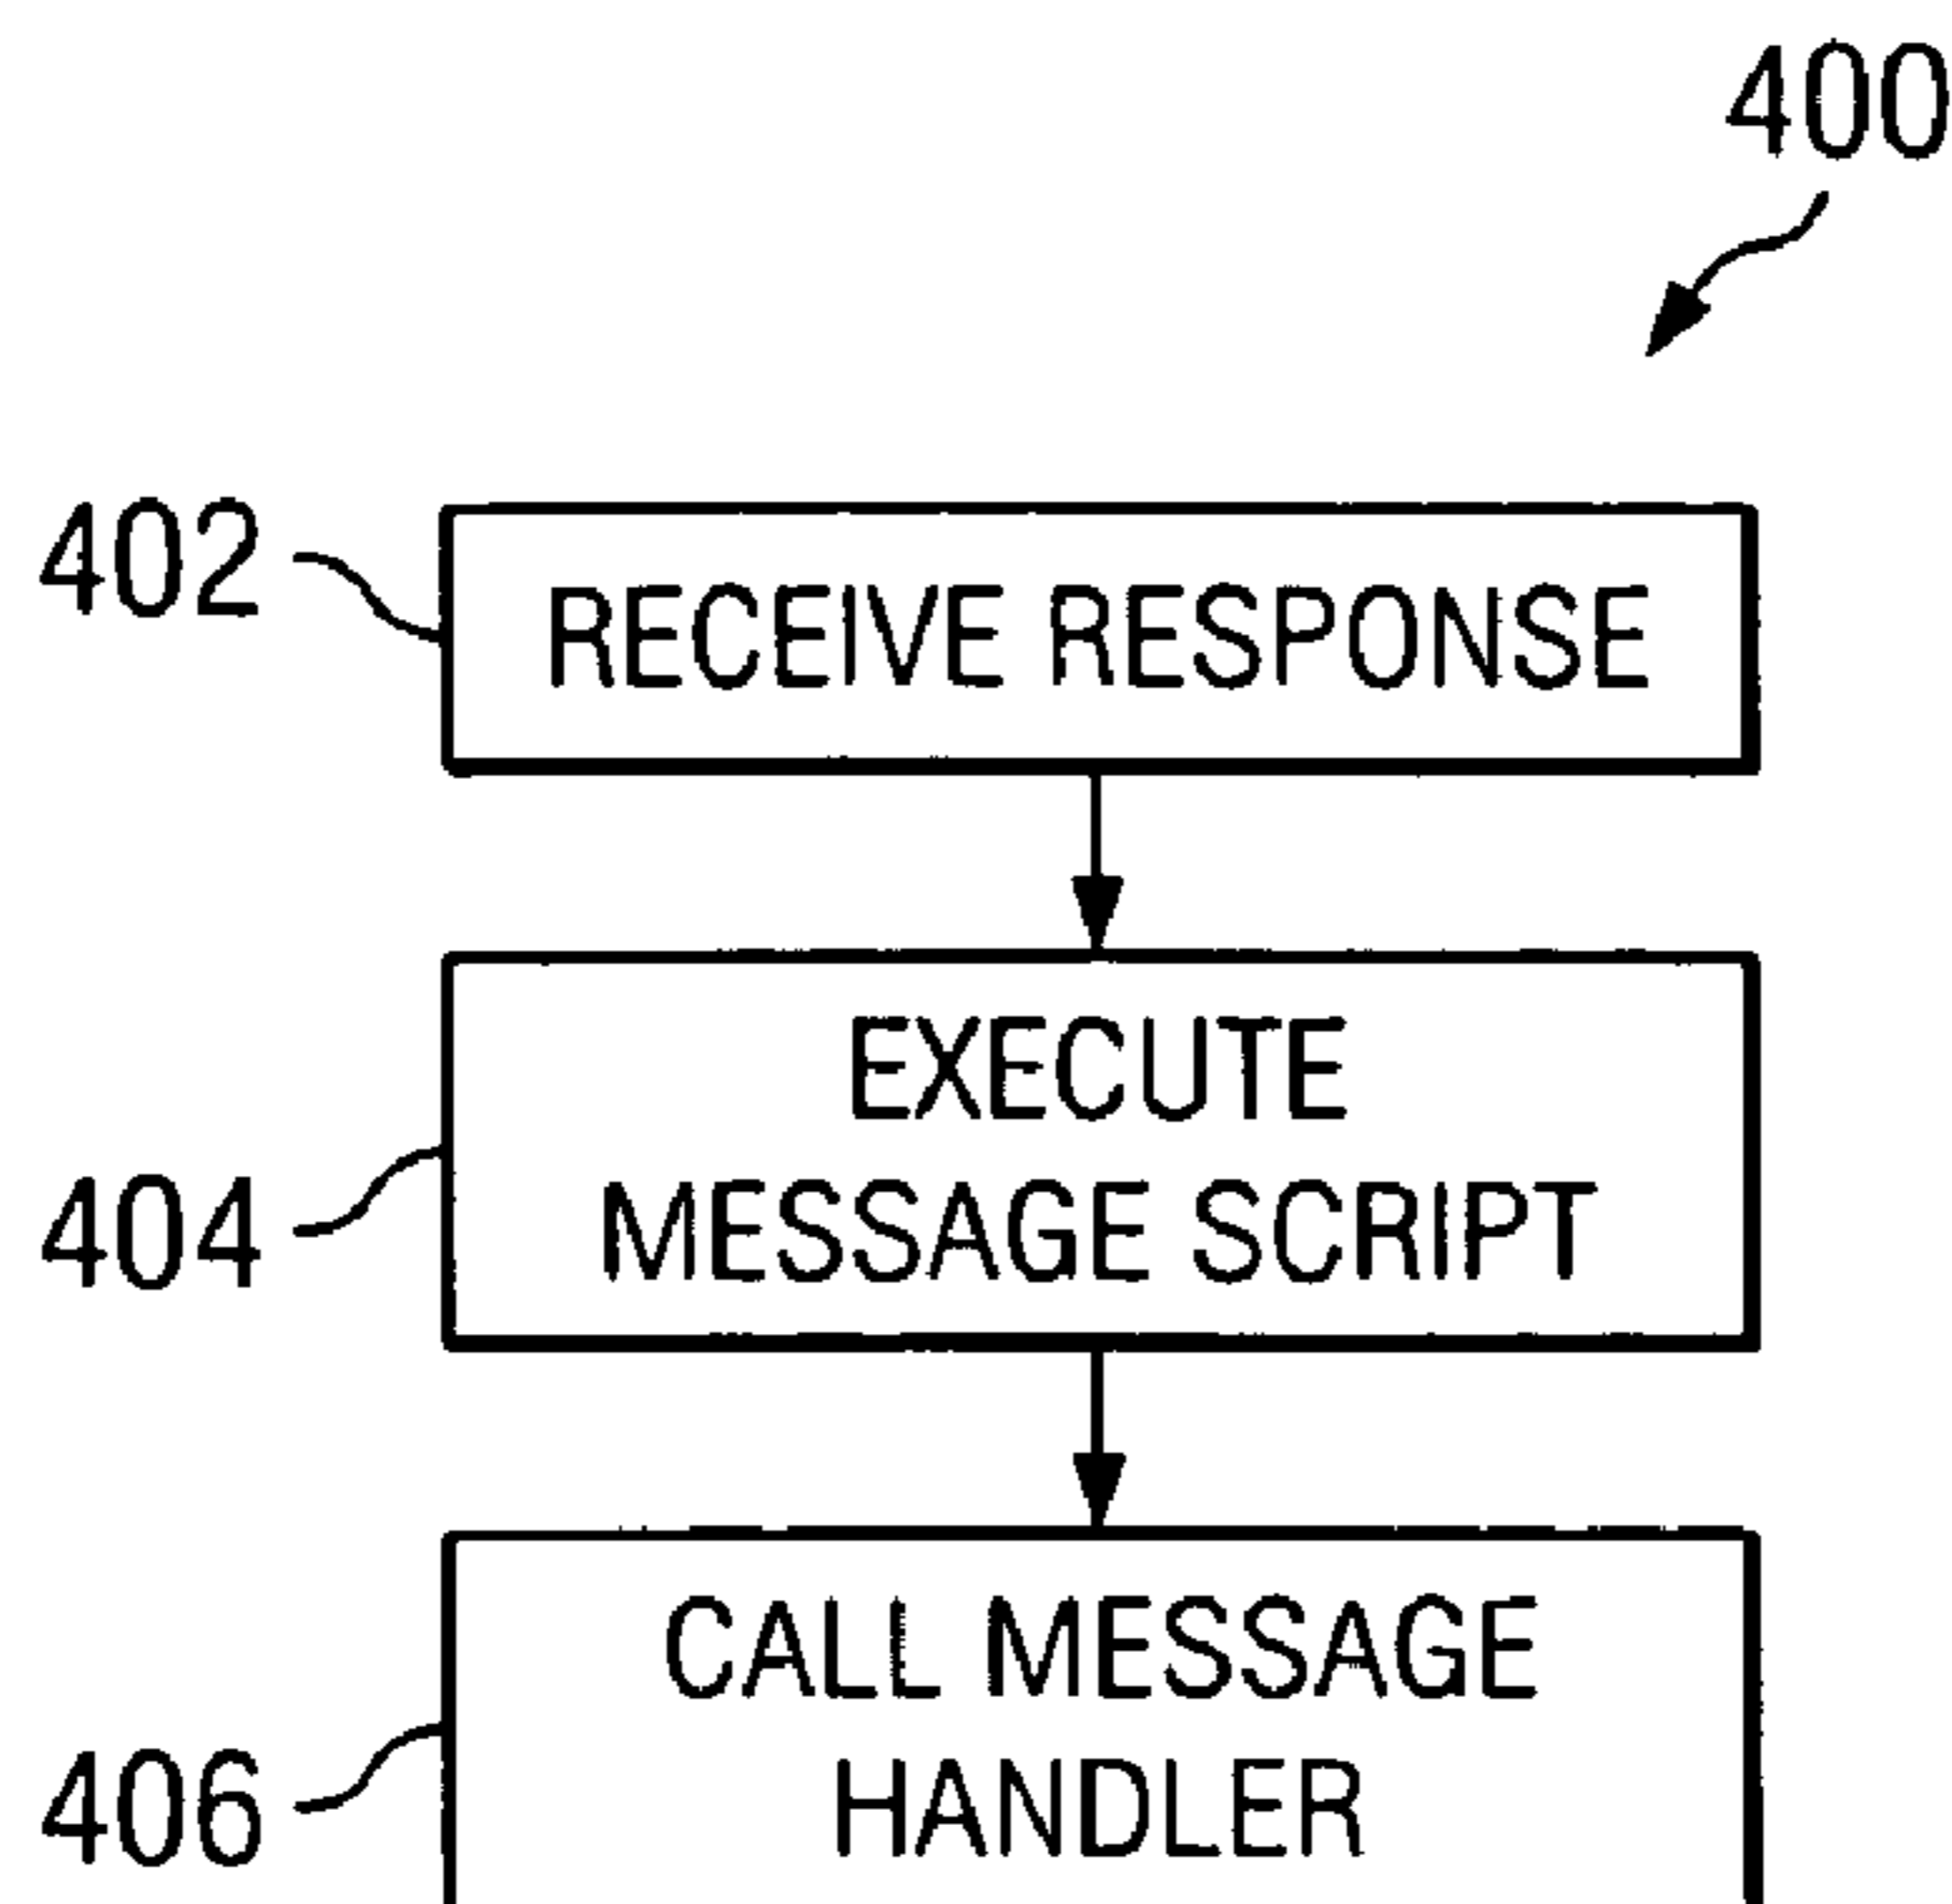 400
402
RECEIVE RESPONSE
EXECUTE
MESSAGE SCRIPT
404
CALL MESSAGE
HANDLER
406